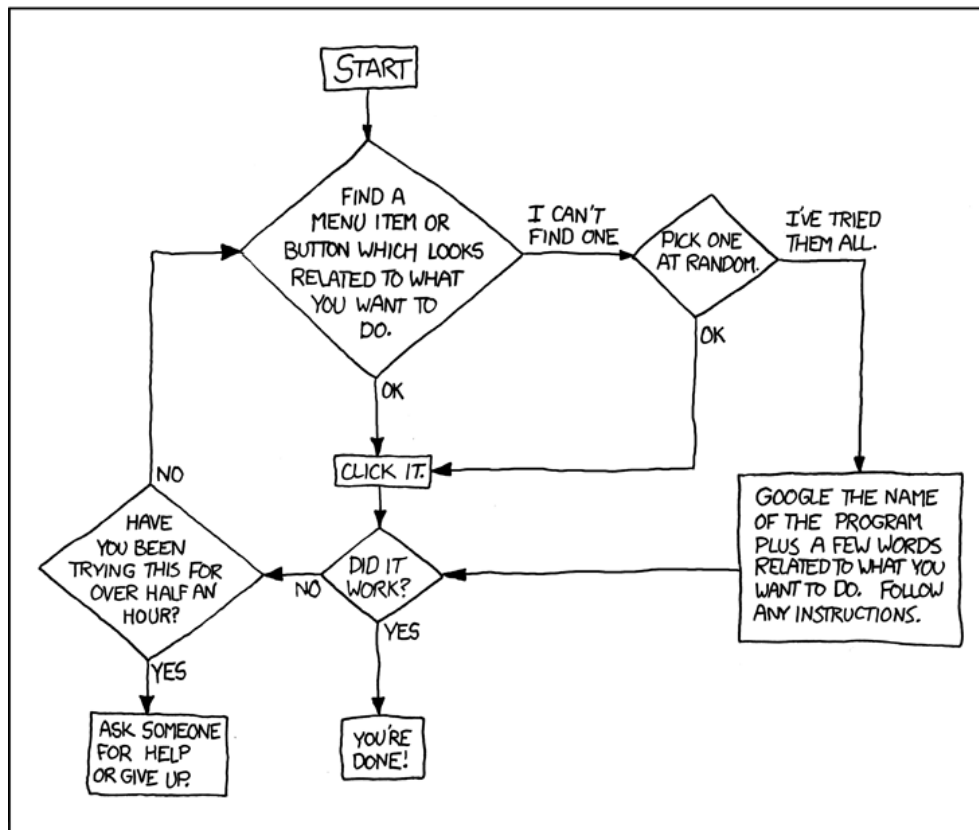 START
FIND A
MENU ITEM OR
BUTTON WHICH LOOKS
RELATED TO WHAT
YOU WANT TO
DO.
I CAN'T
FIND ONE
PICK ONE
AT RANDOM.
I'VE TRIED
THEM ALL.
OK
OK
CLICK IT.
NO
GOOGLE THE NAME
OF THE PROGRAM
PLUS A FEW WORDS
RELATED TO WHAT YOU
WANT TO DO. FOLLOW
ANY INSTRUCTIONS.
HAVE
YOU BEEN
TRYING THIS FOR
OVER HALF AN
HOUR?
NO
DID IT
WORK?
YES
YES
ASK SOMEONE
FOR HELP
OR GIVE UP.
YOU'RE
DONE!